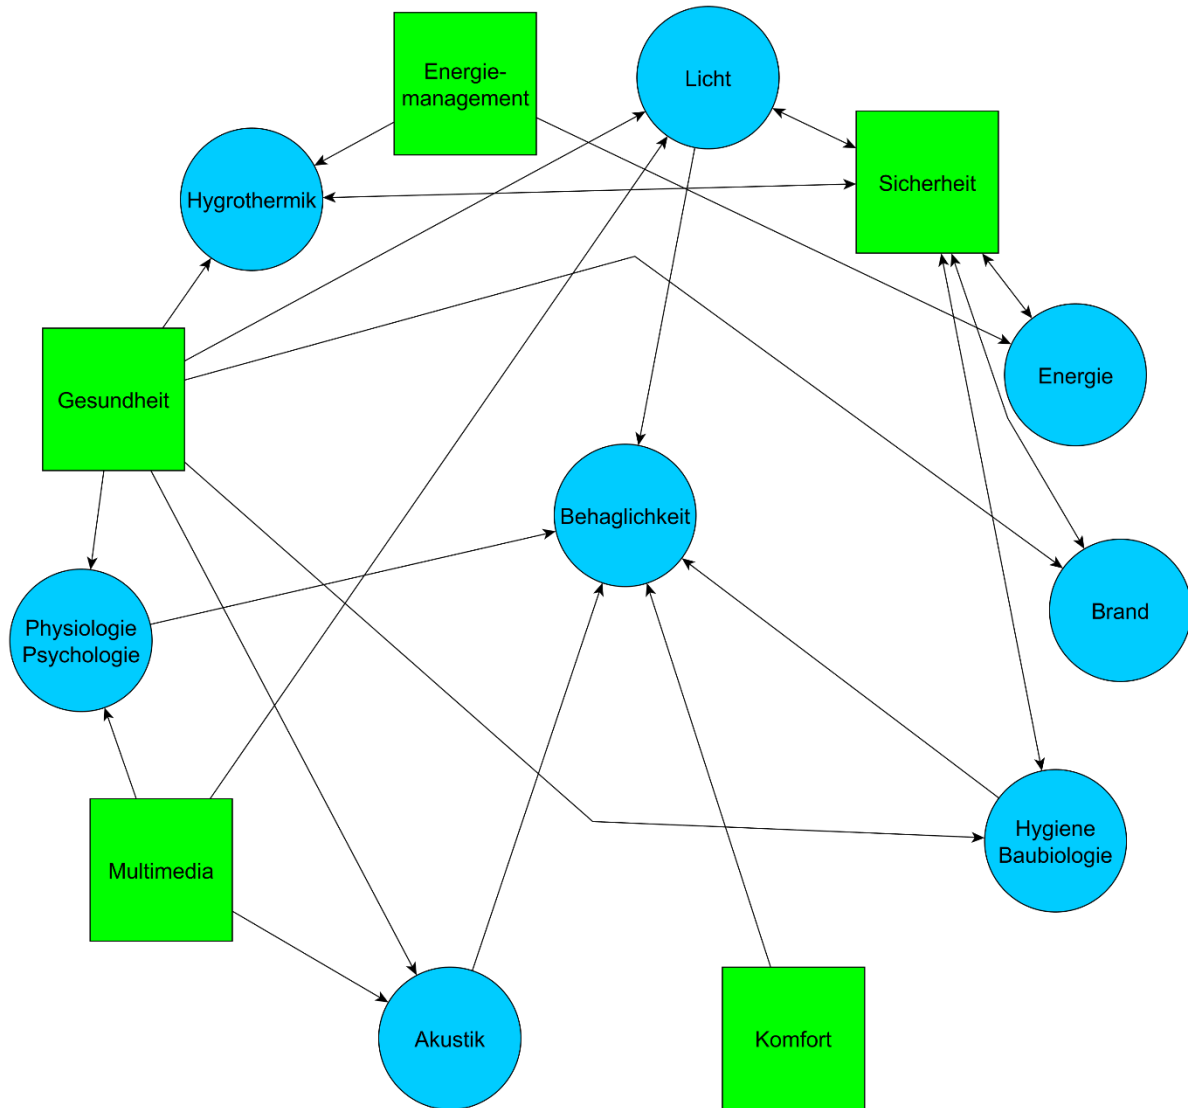 Energie-
management
Licht
Hygrothermik
Sicherheit
Gesundheit
Energie
Behaglichkeit
Physiologie
Psychologie
Brand
Multimedia
Hygiene
Baubiologie
Akustik
Komfort